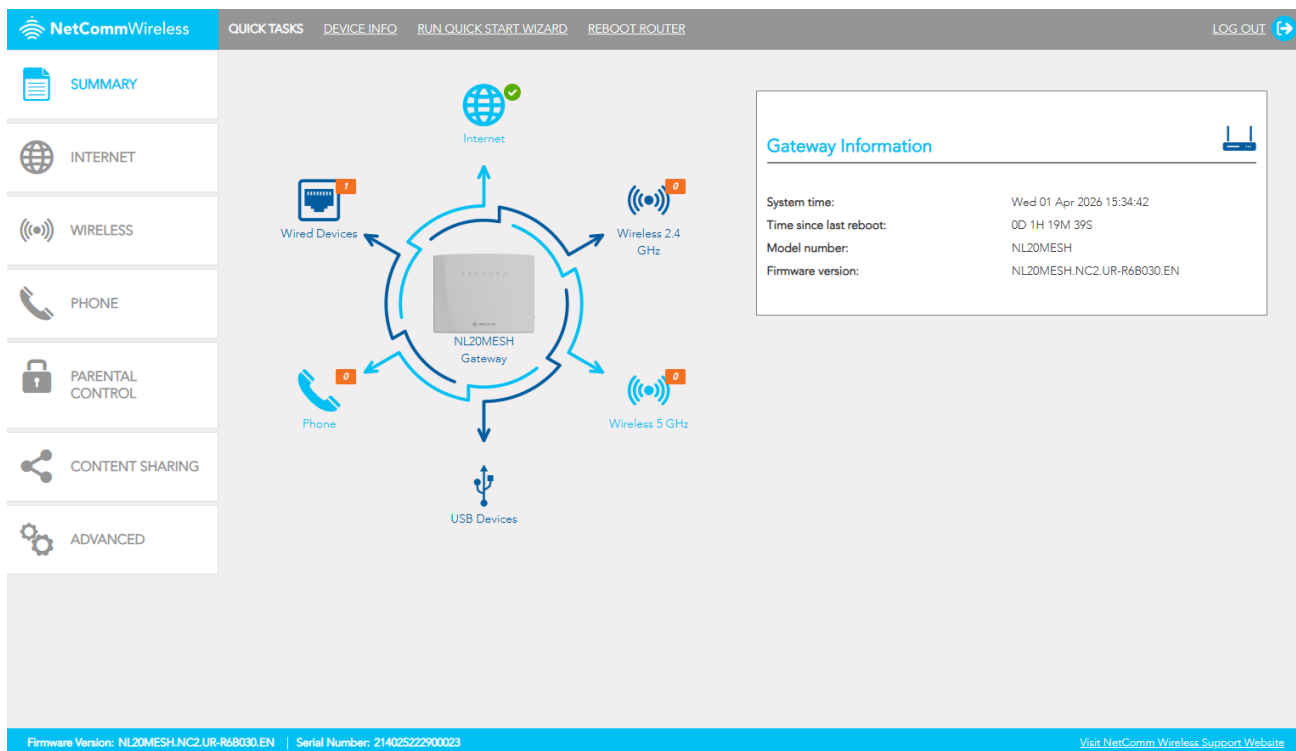 NetCommWireless
QUICK TASKS DEVICE INFO RUN QUICK START WIZARD REBOOT ROUTER
LOG OUT
SUMMARY
INTERNET
WIRELESS
PHONE
PARENTAL
CONTROL
CONTENT SHARING
ADVANCED
Internet
1
Wired Devices
0
Wireless 2.4
GHz
NetComm
NL20MESH
Gateway
0
Phone
0
Wireless 5 GHz
USB Devices
Gateway Information
System time: Wed 01 Apr 2026 15:34:42
Time since last reboot: 0D 1H 19M 39S
Model number: NL20MESH
Firmware version: NL20MESH.NC2.UR-R6B030.EN
Firmware Version: NL20MESH.NC2.UR-R6B030.EN | Serial Number: 214025222900023
Visit NetComm Wireless Support Website